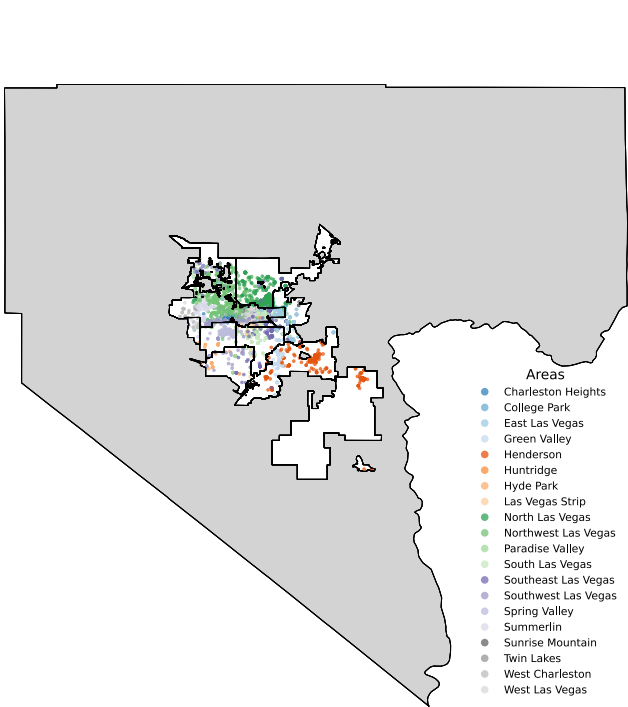 Areas
Charleston Heights
College Park
East Las Vegas
Green Valley
Henderson
Huntridge
Hyde Park
Las Vegas Strip
North Las Vegas
Northwest Las Vegas
Paradise Valley
South Las Vegas
Southeast Las Vegas
Southwest Las Vegas
Spring Valley
Summerlin
Sunrise Mountain
Twin Lakes
West Charleston
West Las Vegas